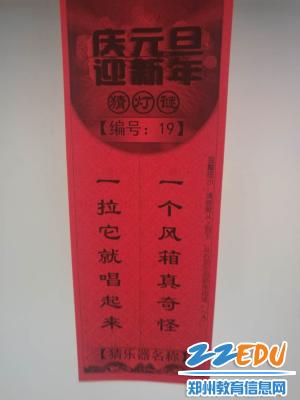 庆元旦
迎新年
猜灯谜
【编号：19】
一个风箱真奇怪
一拉它就唱起来
【猜乐器名称】
ZZEDU
郑州教育信息网